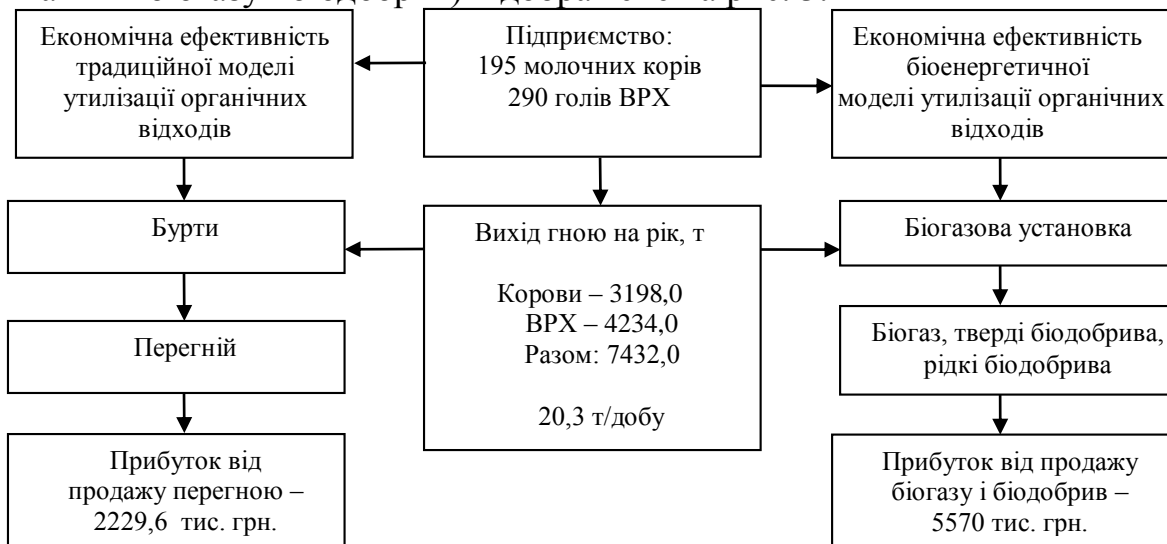 Економічна ефективність
традиційної моделі
утилізації органічних
відходів
Підприємство:
195 молочних корів
290 голів ВРХ
Економічна ефективність
біоенергетичної
моделі утилізації органічних
відходів
Бурти
Вихід гною на рік, т
Корови – 3198,0
ВРХ – 4234,0
Разом: 7432,0
20,3 т/добу
Біогазова установка
Перегній
Біогаз, тверді біодобрива,
рідкі біодобрива
Прибуток від
продажу перегною –
2229,6 тис. грн.
Прибуток від продажу
біогазу і біодобрив –
5570 тис. грн.